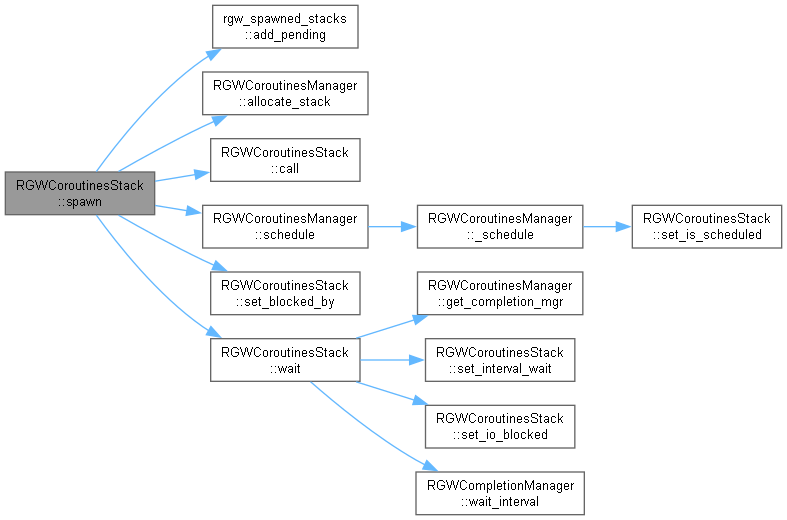 rgw_spawned_stacks
::add_pending
RGWCoroutinesManager
::allocate_stack
RGWCoroutinesStack
::call
RGWCoroutinesStack
::spawn
RGWCoroutinesManager
::schedule
RGWCoroutinesManager
::_schedule
RGWCoroutinesStack
::set_is_scheduled
RGWCoroutinesStack
::set_blocked_by
RGWCoroutinesManager
::get_completion_mgr
RGWCoroutinesStack
::wait
RGWCoroutinesStack
::set_interval_wait
RGWCoroutinesStack
::set_io_blocked
RGWCompletionManager
::wait_interval